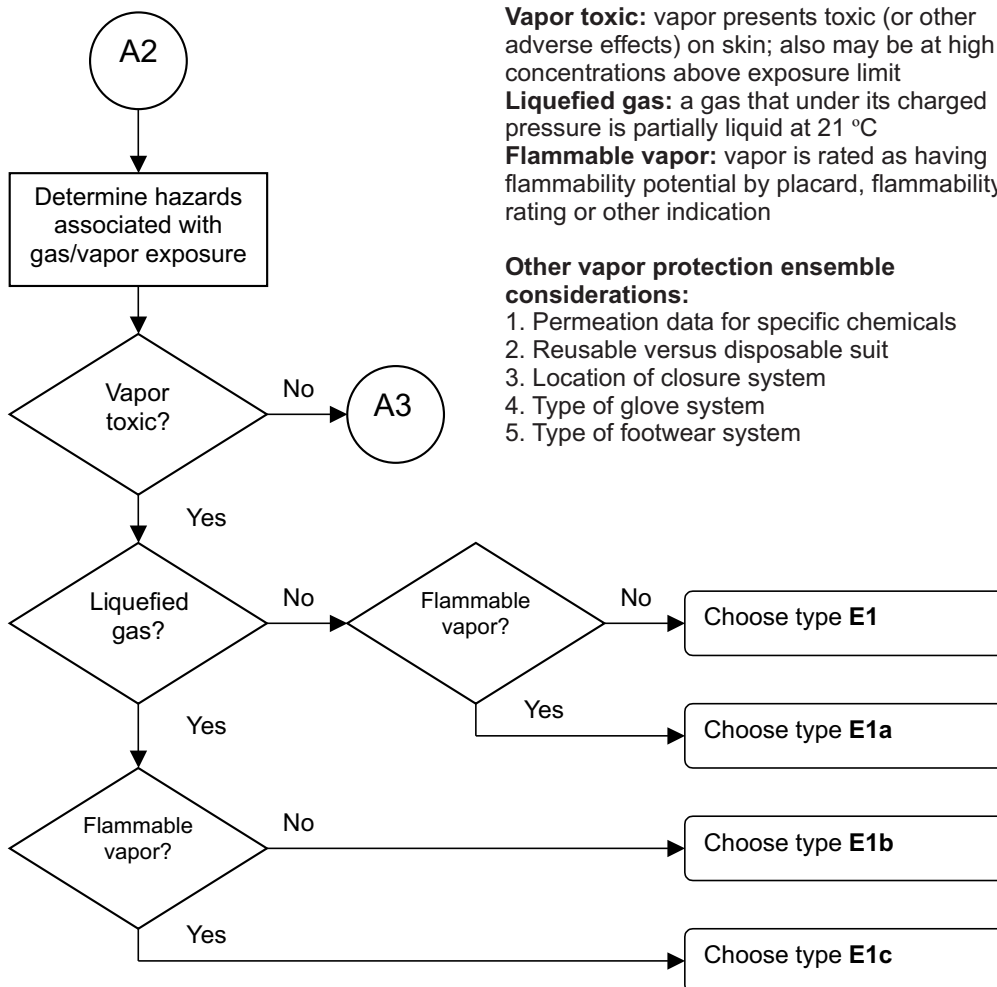 A2
Determine hazards
associated with
gas/vapor exposure
Vapor
toxic?
No
A3
Yes
Liquefied
gas?
No
Flammable
vapor?
No
Choose type E1
Yes
Choose type E1a
Yes
Flammable
vapor?
No
Choose type E1b
Yes
Choose type E1c
Vapor toxic: vapor presents toxic (or other
adverse effects) on skin; also may be at high
concentrations above exposure limit
Liquefied gas: a gas that under its charged
pressure is partially liquid at 21 ºC
Flammable vapor: vapor is rated as having
flammability potential by placard, flammability
rating or other indication
Other vapor protection ensemble
considerations:
1. Permeation data for specific chemicals
2. Reusable versus disposable suit
3. Location of closure system
4. Type of glove system
5. Type of footwear system